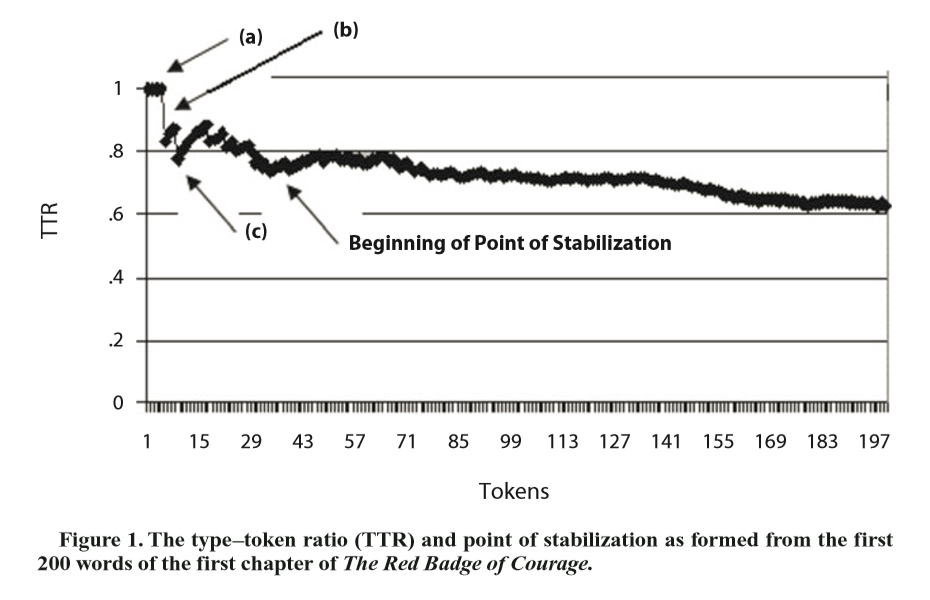 (a)
(b)
1
.8
.6
.4
.2
0
TTR
(c)
Beginning of Point of Stabilization
1 15 29 43 57 71 85 99 113 127 141 155 169 183 197
Tokens
Figure 1. The type–token ratio (TTR) and point of stabilization as formed from the first
200 words of the first chapter of The Red Badge of Courage.